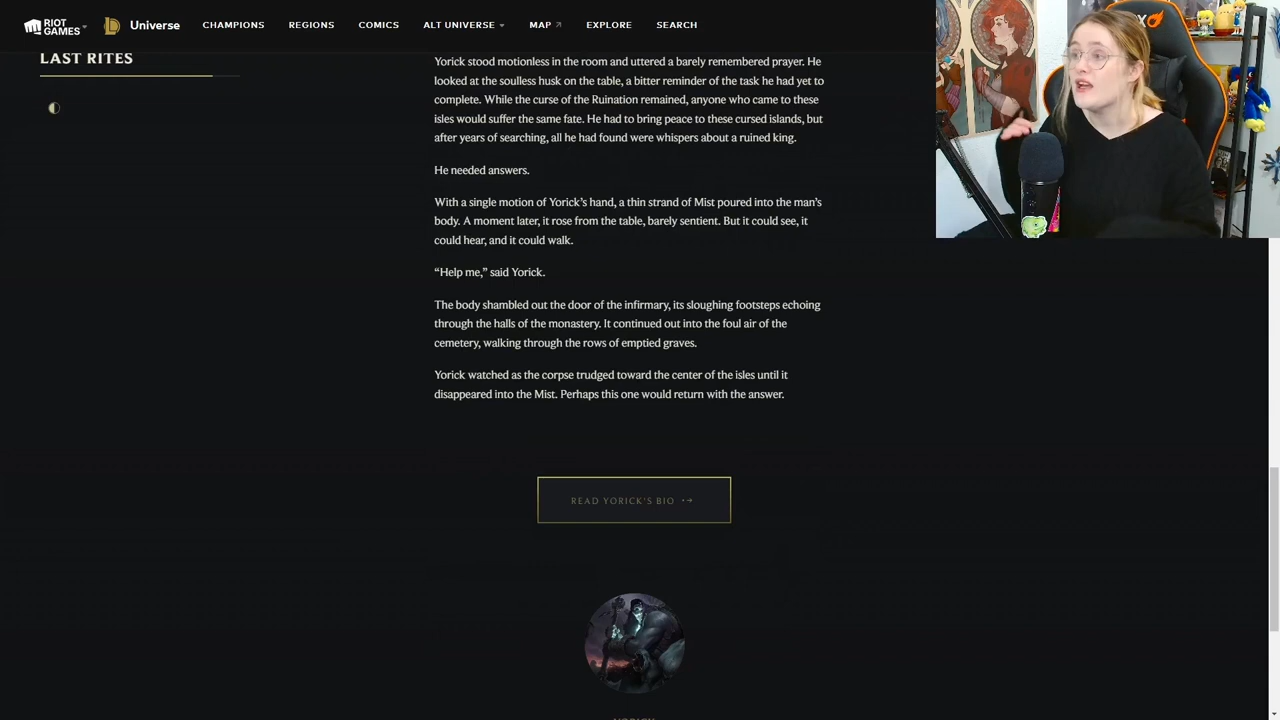 RIOT
GAMES
Universe
CHAMPIONS
REGIONS
COMICS
ALT UNIVERSE
MAP
EXPLORE
SEARCH
LAST RITES
Yorick stood motionless in the room and uttered a barely remembered prayer. He
looked at the soulless husk on the table, a bitter reminder of the task he had yet to
complete. While the curse of the Ruination remained, anyone who came to these
isles would suffer the same fate. He had to bring peace to these cursed islands, but
after years of searching, all he had found were whispers about a ruined king.
He needed answers.
With a single motion of Yorick’s hand, a thin strand of Mist poured into the man’s
body. A moment later, it rose from the table, barely sentient. But it could see, it
could hear, and it could walk.
“Help me,” said Yorick.
The body shambled out the door of the infirmary, its sloughing footsteps echoing
through the halls of the monastery. It continued out into the foul air of the
cemetery, walking through the rows of emptied graves.
Yorick watched as the corpse trudged toward the center of the isles until it
disappeared into the Mist. Perhaps this one would return with the answer.
READ YORICK'S BIO